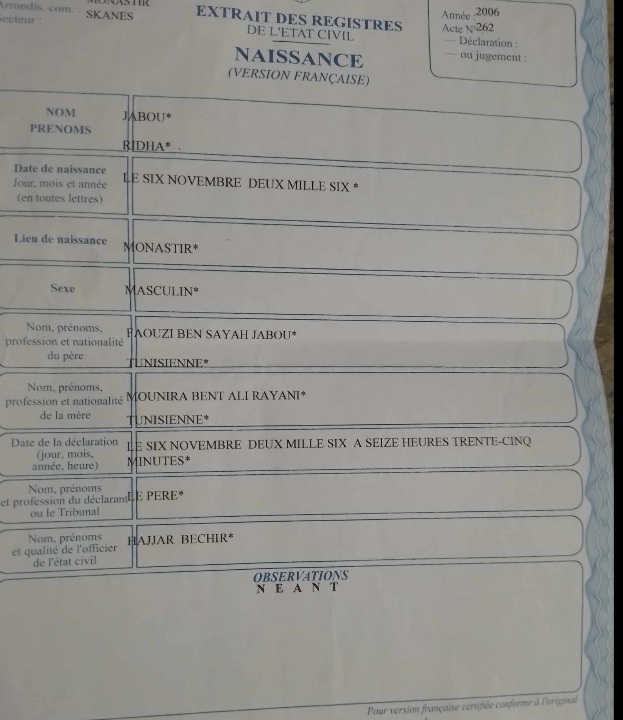 Arrondis. com. MONASTIR
Secteur : SKANES
EXTRAIT DES REGISTRES
DE L'ETAT CIVIL
NAISSANCE
(VERSION FRANÇAISE)
Année : 2006
Acte N° 262
— Déclaration :
— ou jugement :
NOM JABOU*
PRENOMS RIDHA*
Date de naissance
Jour, mois et année
(en toutes lettres)
LE SIX NOVEMBRE DEUX MILLE SIX *
Lieu de naissance
MONASTIR*
Sexe
MASCULIN*
Nom, prénoms,
profession et nationalité
du père
FAOUZI BEN SAYAH JABOU*
TUNISIENNE*
Nom, prénoms,
profession et nationalité
de la mère
MOUNIRA BENT ALI RAYANI*
TUNISIENNE*
Date de la déclaration
(jour, mois,
année, heure)
LE SIX NOVEMBRE DEUX MILLE SIX A SEIZE HEURES TRENTE-CINQ
MINUTES*
Nom, prénoms
et profession du déclarant
ou le Tribunal
LE PERE*
Nom, prénoms
et qualité de l'officier
de l'état civil
HAJJAR BECHIR*
OBSERVATIONS
N E A N T
Pour version française certifiée conforme à l'original